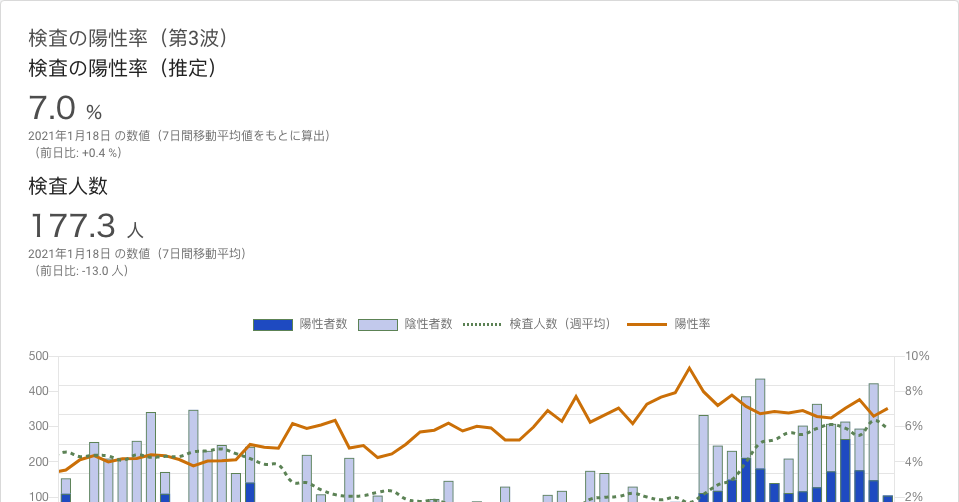 検査の陽性率（第3波）
検査の陽性率（推定）
7.0 %
2021年1月18日 の数値（7日間移動平均値をもとに算出）
（前日比: +0.4 %）
検査人数
177.3 人
2021年1月18日 の数値（7日間移動平均）
（前日比: -13.0 人）
陽性者数 陰性者数 検査人数（週平均） 陽性率
500 10%
400 8%
300 6%
200 4%
100 2%